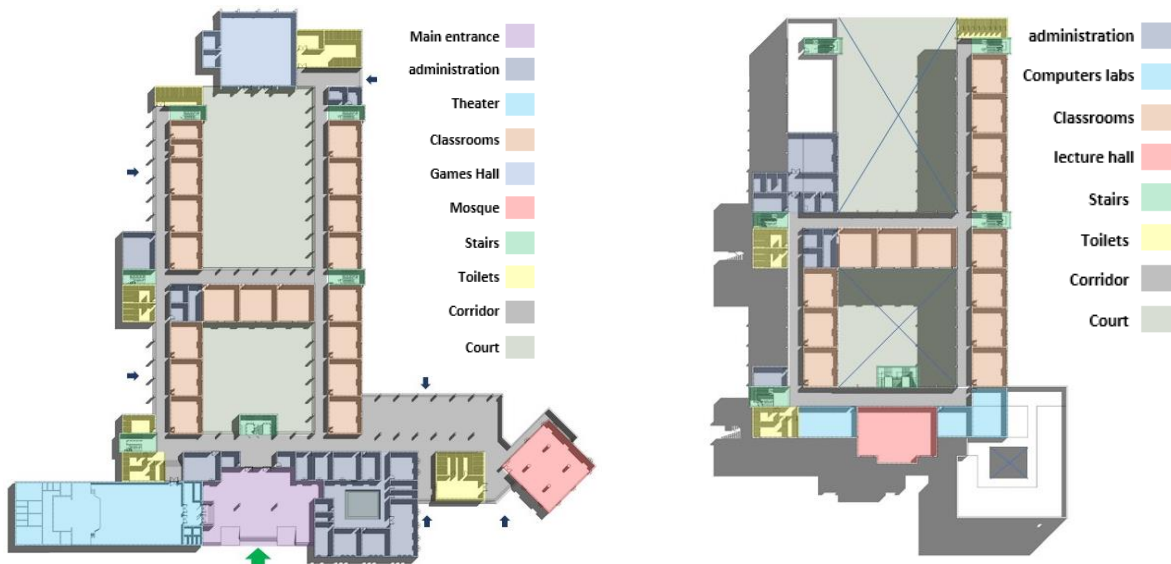 Main entrance
administration
Theater
Classrooms
Games Hall
Mosque
Stairs
Toilets
Corridor
Court
administration
Computers labs
Classrooms
lecture hall
Stairs
Toilets
Corridor
Court